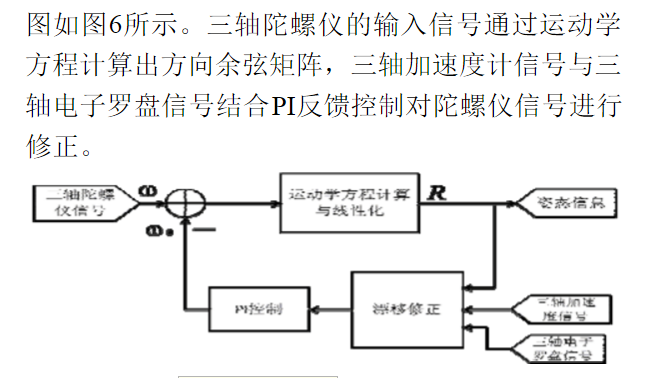 图如图6所示。三轴陀螺仪的输入信号通过运动学
方程计算出方向余弦矩阵，三轴加速度计信号与三
轴电子罗盘信号结合PI反馈控制对陀螺仪信号进行
修正。
三轴陀螺
仪信号
ω
运动学方程计算
与线性化
R
姿态信息
ω
PI控制
漂移修正
三轴加速
度信号
三轴电子
罗盘信号